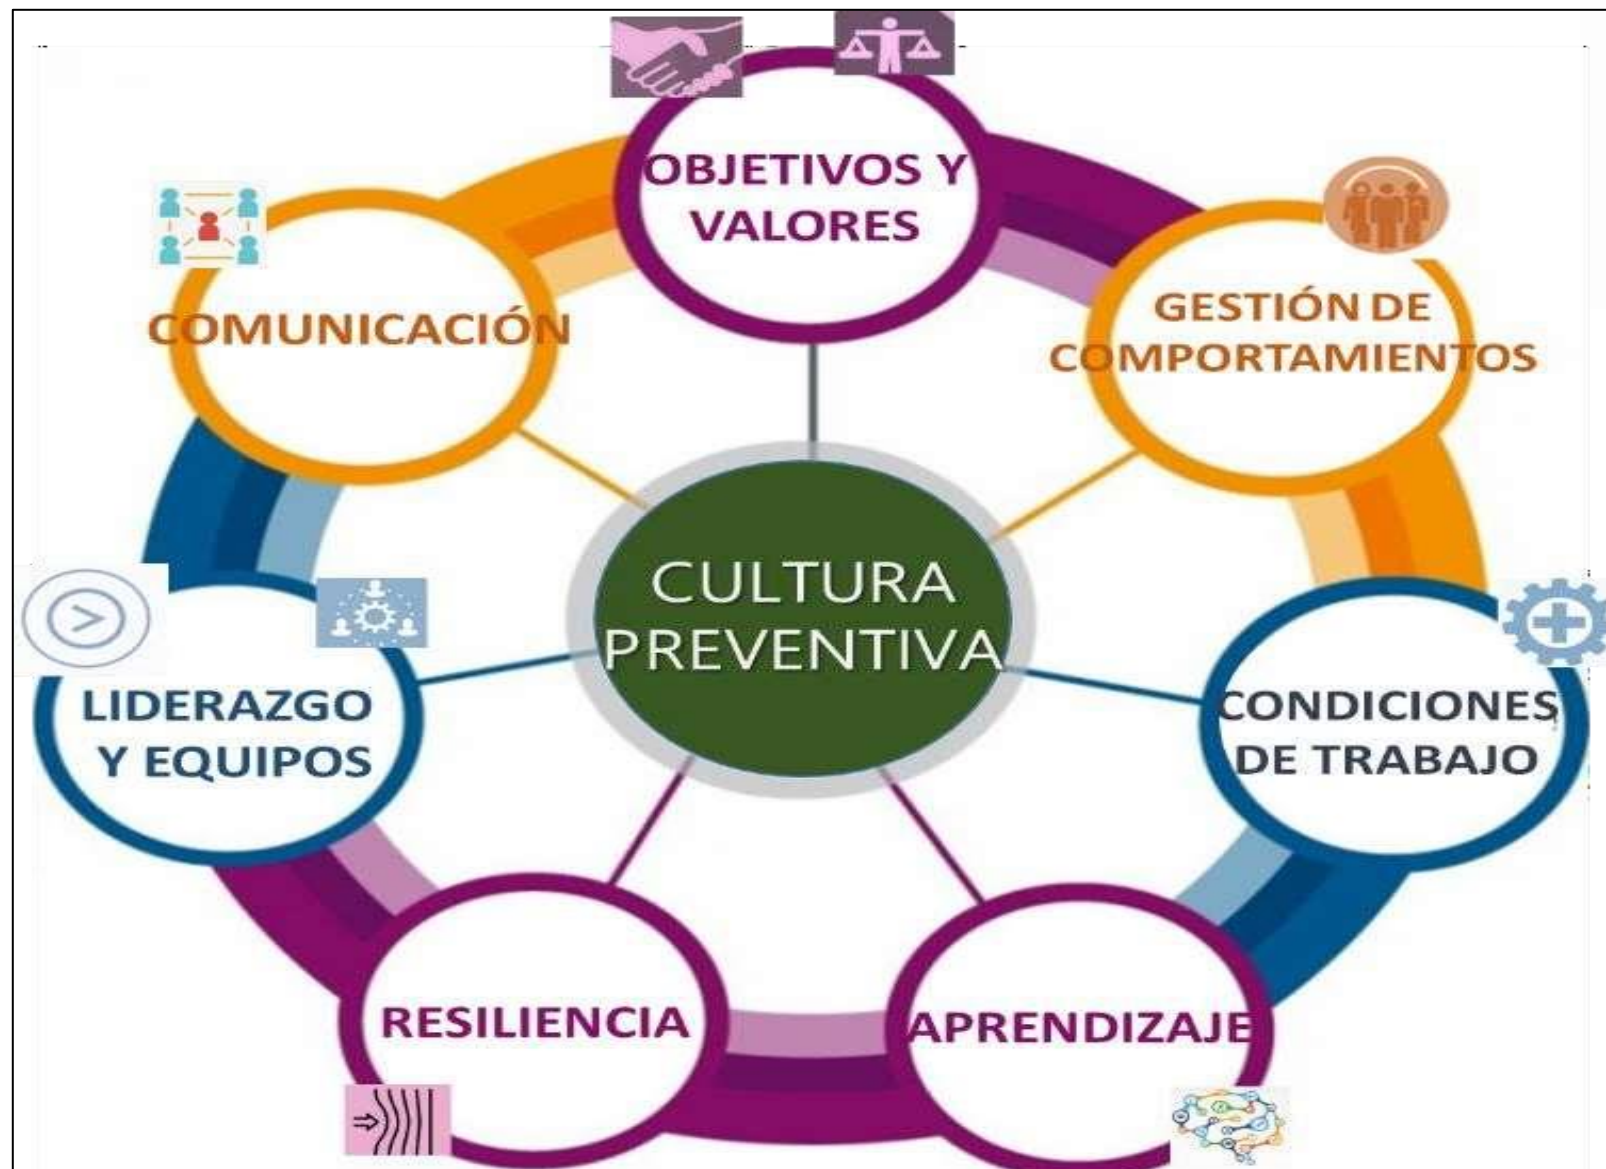 OBJETIVOS Y
VALORES
GESTIÓN DE
COMPORTAMIENTOS
COMUNICACIÓN
CULTURA
PREVENTIVA
LIDERAZGO
Y EQUIPOS
CONDICIONES
DE TRABAJO
RESILIENCIA
APRENDIZAJE